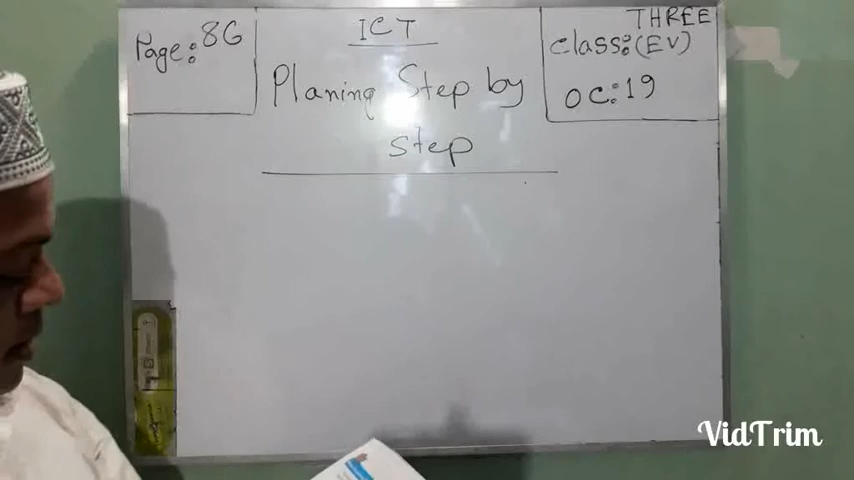 Page: 86
ICT
Planing Step by
step
THREE
Class: (EV)
OC: 19
VidTrim